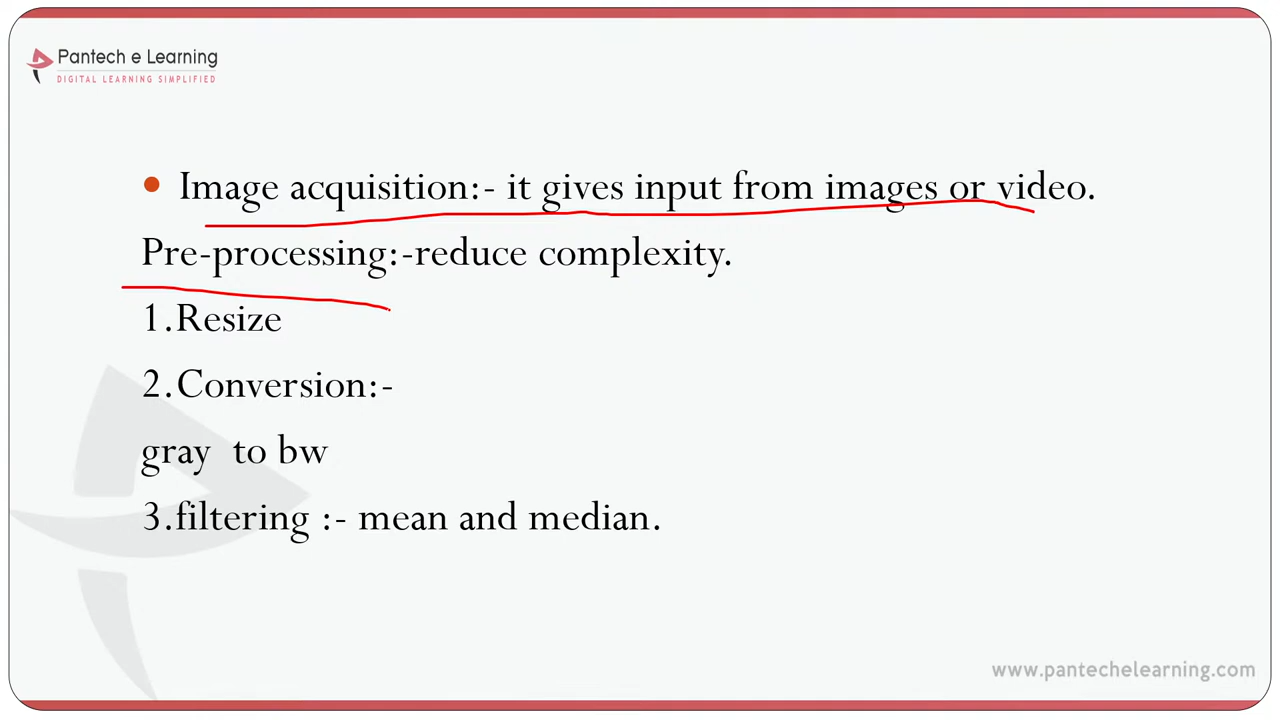 Pantech e Learning
DIGITAL LEARNING SIMPLIFIED
• Image acquisition:- it gives input from images or video.
Pre-processing:-reduce complexity.
1.Resize
2.Conversion:-
gray to bw
3.filtering :- mean and median.
www.pantechelearning.com